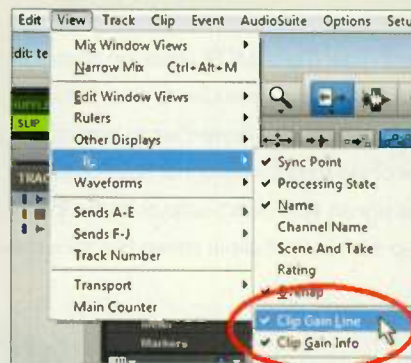 Edit View Track Clip Event AudioSuite Options Setu
dit: te
Mix Window Views
Narrow Mix Ctrl+Alt+M
Edit Window Views
Rulers
Other Displays
Waveforms
Sends A-E
Sends F-J
Track Number
Transport
Main Counter
SLIP
TRAC
Sync Point
Processing State
Name
Channel Name
Scene And Take
Rating
Clip Gain Line
Clip Gain Info
Markers